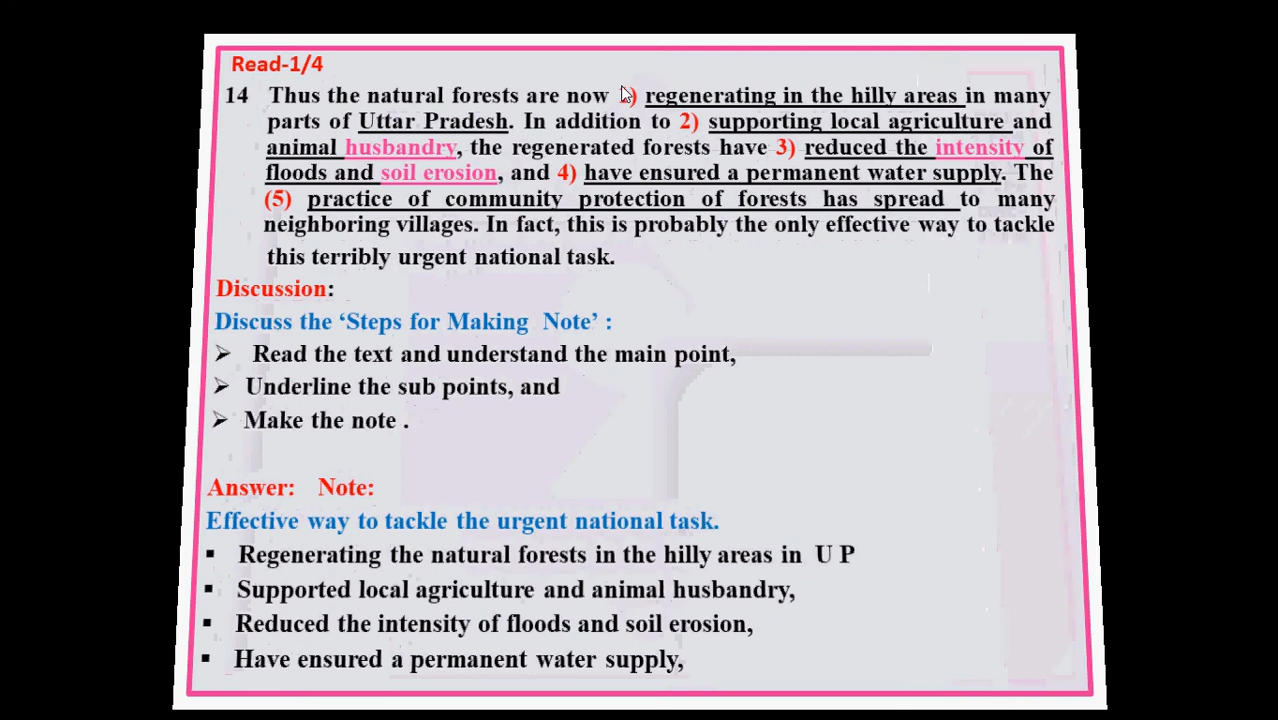 Read-1/4
14 Thus the natural forests are now 1) regenerating in the hilly areas in many
parts of Uttar Pradesh. In addition to 2) supporting local agriculture and
animal husbandry, the regenerated forests have 3) reduced the intensity of
floods and soil erosion, and 4) have ensured a permanent water supply. The
(5) practice of community protection of forests has spread to many
neighboring villages. In fact, this is probably the only effective way to tackle
this terribly urgent national task.
Discussion:
Discuss the ‘Steps for Making Note’ :
➢ Read the text and understand the main point,
➢ Underline the sub points, and
➢ Make the note .
Answer: Note:
Effective way to tackle the urgent national task.
▪ Regenerating the natural forests in the hilly areas in U P
▪ Supported local agriculture and animal husbandry,
▪ Reduced the intensity of floods and soil erosion,
▪ Have ensured a permanent water supply,